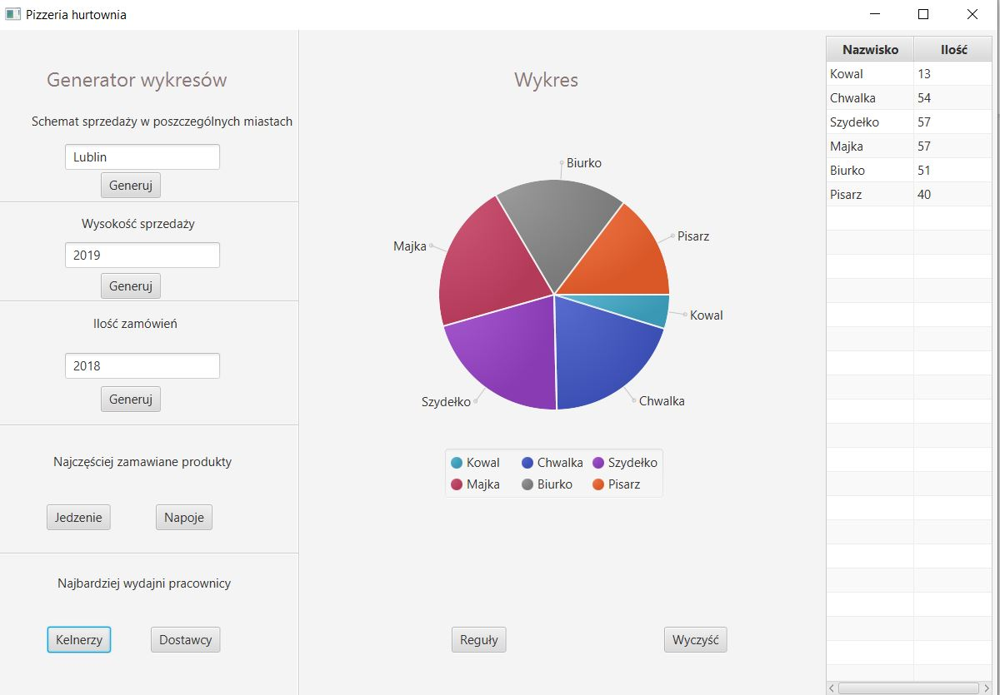 Pizzeria hurtownia
Generator wykresów
Schemat sprzedaży w poszczególnych miastach
Lublin
Generuj
Wysokość sprzedaży
2019
Generuj
Ilość zamówień
2018
Generuj
Najczęściej zamawiane produkty
Jedzenie Napoje
Najbardziej wydajni pracownicy
Kelnerzy Dostawcy
Wykres
Biurko
Pisarz
Majka
Kowal
Szydełko
Chwalka
Kowal Chwalka Szydełko
Majka Biurko Pisarz
Reguły Wyczyść
Nazwisko Ilość
Kowal 13
Chwalka 54
Szydełko 57
Majka 57
Biurko 51
Pisarz 40